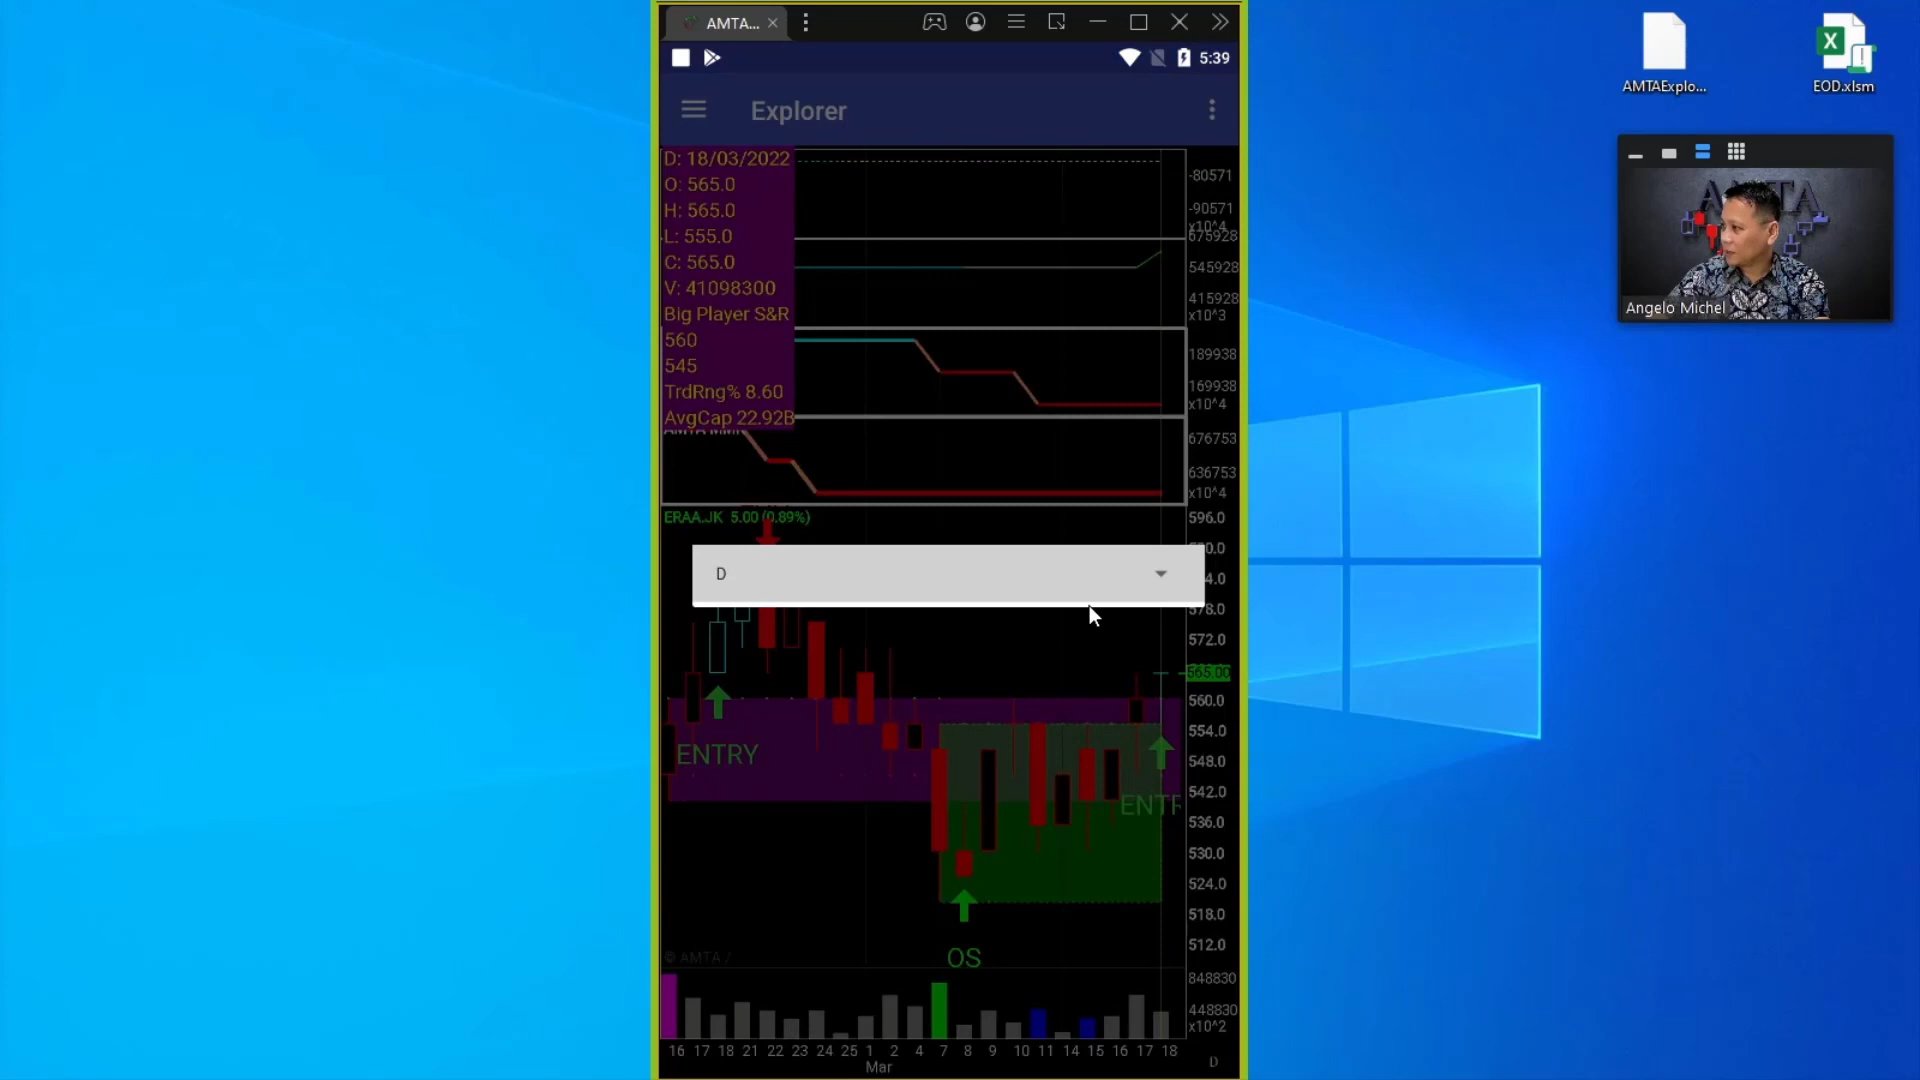 AMTA...
5:39
AMTAExplo...
EOD.xlsm
Explorer
D: 18/03/2022
O: 565.0
H: 565.0
L: 555.0
C: 565.0
V: 41098300
Big Player S&R
560
545
TrdRng% 8.60
AvgCap 22.92B
-80571
-90571
x10^4
675928
545928
415928
x10^3
189938
169938
x10^4
676753
636753
x10^4
AMTA
Angelo Michel
ERAA.JK 5.00 (0.89%)
596.0
D
578.0
572.0
565.00
560.0
554.0
548.0
542.0
536.0
530.0
524.0
518.0
512.0
ENTRY
OS
© AMTA /
848830
448830
x10^2
16 17 18 21 22 23 24 25 1 2 4 7 8 9 10 11 14 15 16 17 18
Mar
D